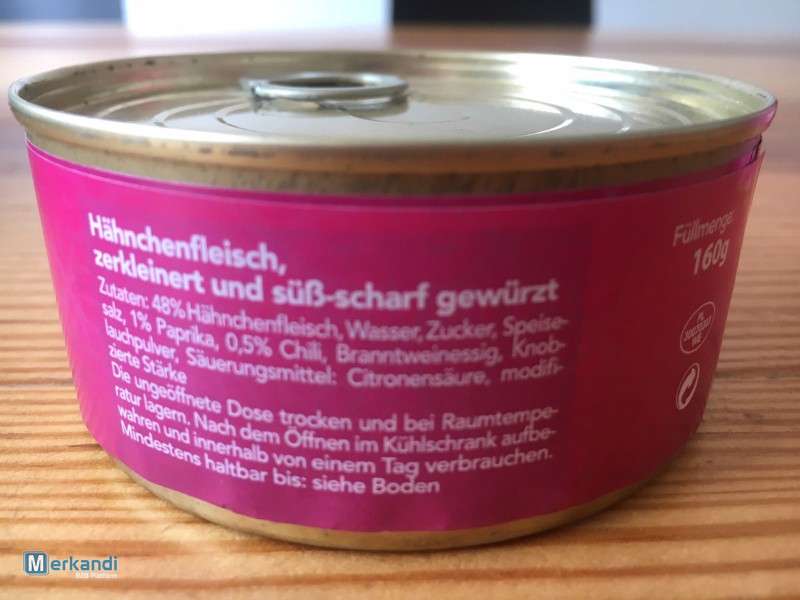 Hähnchenfleisch,
zerkleinert und süß-scharf gewürzt
Zutaten: 48% Hähnchenfleisch, Wasser, Zucker, Speise-
salz, 1% Paprika, 0,5% Chili, Branntweinessig, Knob-
lauchpulver, Säuerungsmittel: Citronensäure, modifi-
zierte Stärke
Die ungeöffnete Dose trocken und bei Raumtempe-
ratur lagern. Nach dem Öffnen im Kühlschrank aufbe-
wahren und innerhalb von einem Tag verbrauchen.
Mindestens haltbar bis: siehe Boden
Füllmenge:
160g
Merkandi